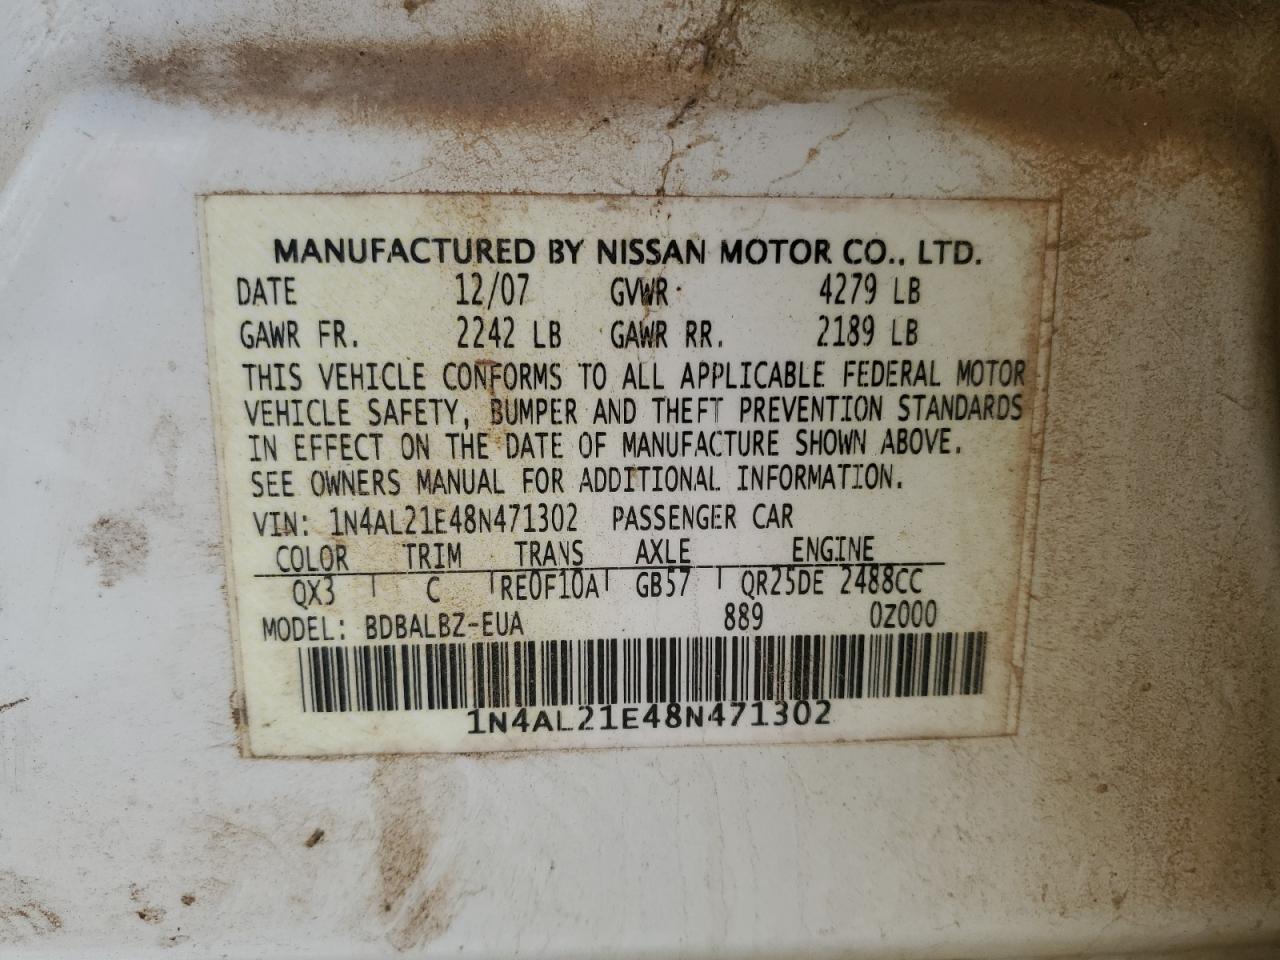 MANUFACTURED BY NISSAN MOTOR CO., LTD.
DATE 12/07 GVWR 4279 LB
GAWR FR. 2242 LB GAWR RR. 2189 LB
THIS VEHICLE CONFORMS TO ALL APPLICABLE FEDERAL MOTOR
VEHICLE SAFETY, BUMPER AND THEFT PREVENTION STANDARDS
IN EFFECT ON THE DATE OF MANUFACTURE SHOWN ABOVE.
SEE OWNERS MANUAL FOR ADDITIONAL INFORMATION.
VIN: 1N4AL21E48N471302 PASSENGER CAR
COLOR TRIM TRANS AXLE ENGINE
QX3 C RE0F10A GB57 QR25DE 2488CC
MODEL: BDBALBZ-EUA 889 0Z000
1N4AL21E48N471302